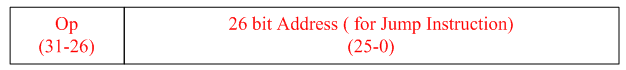 Op
(31-26)
26 bit Address ( for Jump Instruction)
(25-0)